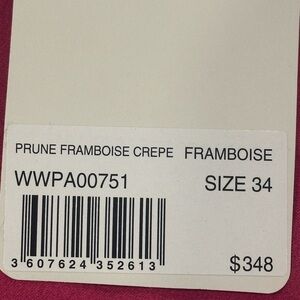 PRUNE FRAMBOISE CREPE FRAMBOISE
WWPA00751 SIZE 34
3 607624 352613 $348